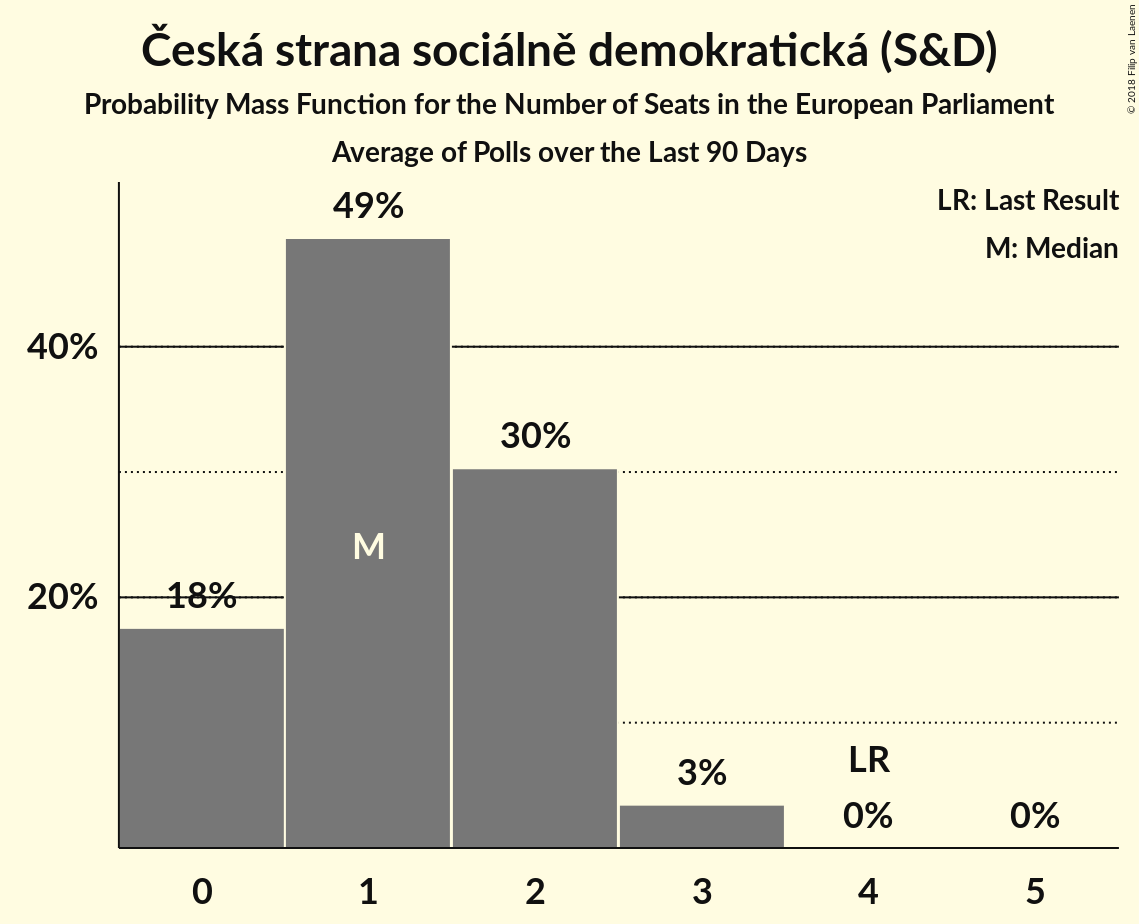 Česká strana sociálně demokratická (S&D)
Probability Mass Function for the Number of Seats in the European Parliament
Average of Polls over the Last 90 Days
© 2018 Filip van Laenen
LR: Last Result
M: Median
49%
40%
30%
M
20%
18%
3%
LR
0%
0%
0 1 2 3 4 5